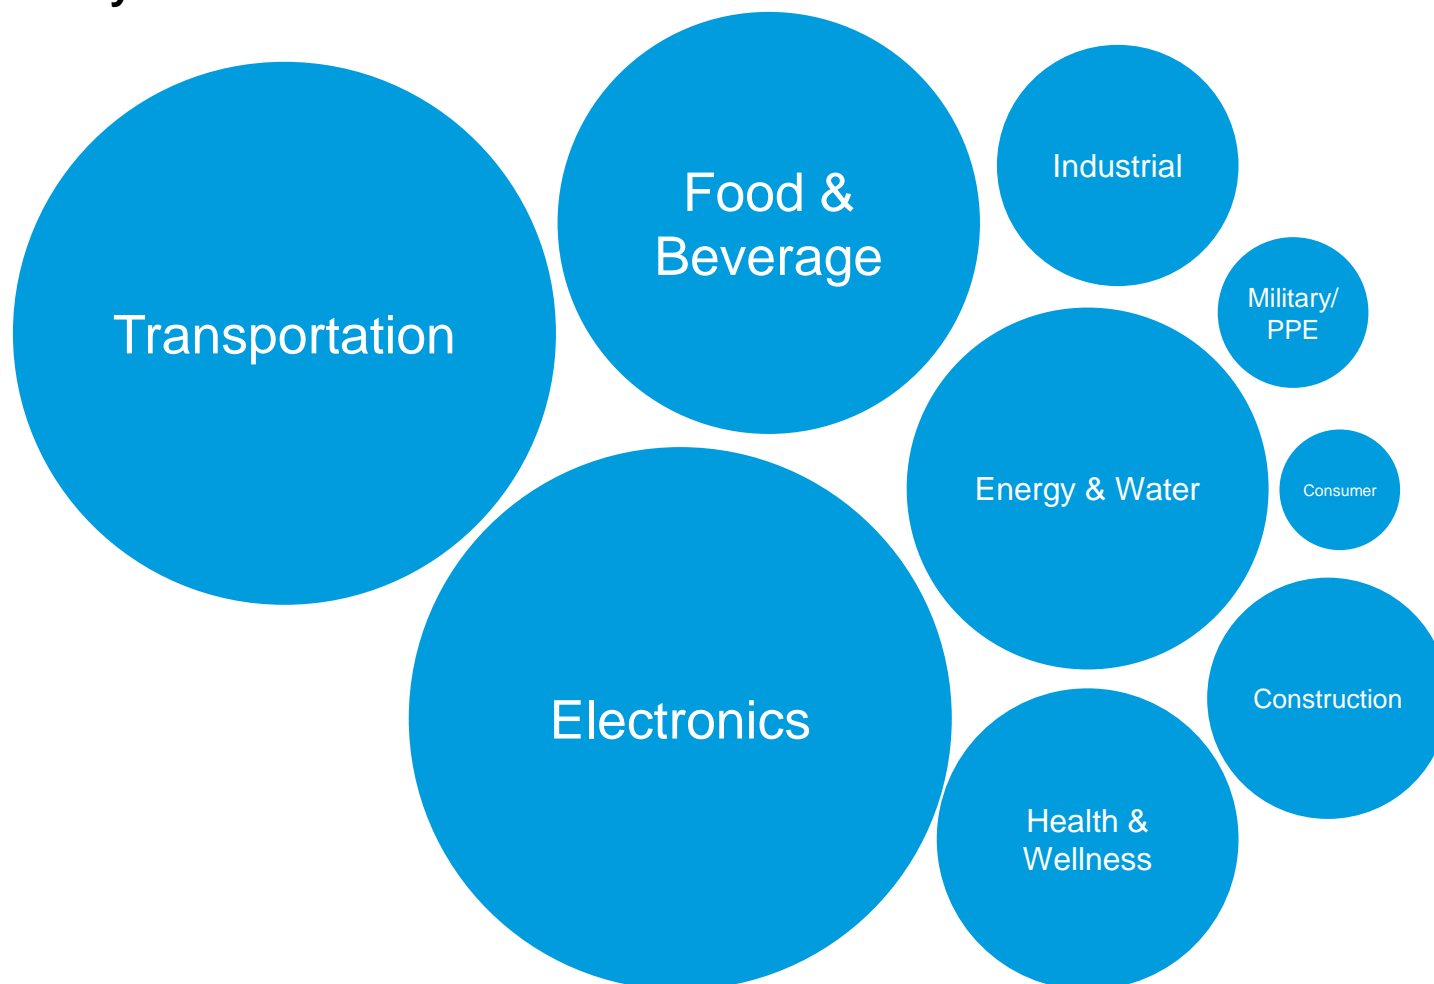 Transportation
Food &
Beverage
Industrial
Military/
PPE
Energy & Water
Consumer
Electronics
Construction
Health &
Wellness